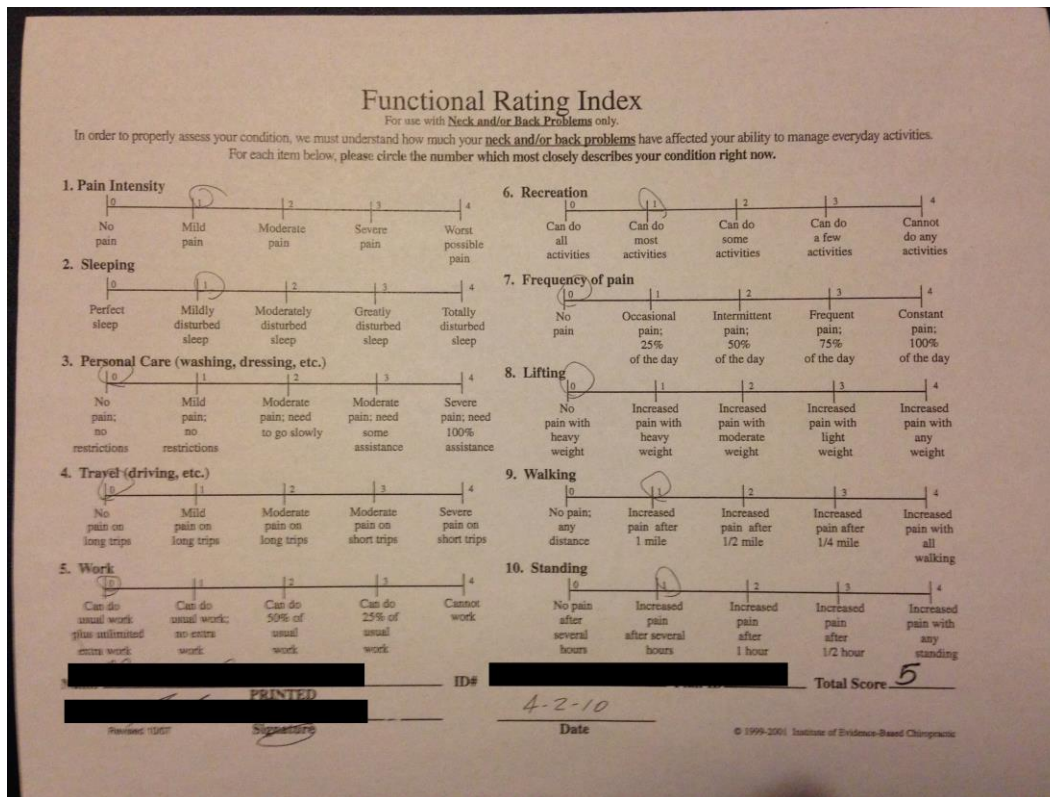 Functional Rating Index
For use with Neck and/or Back Problems only.
In order to properly assess your condition, we must understand how much your neck and/or back problems have affected your ability to manage everyday activities.
For each item below, please circle the number which most closely describes your condition right now.
1. Pain Intensity
0 1 2 3 4
No Mild Moderate Severe Worst
pain pain pain pain possible
pain
2. Sleeping
0 1 2 3 4
Perfect Mildly Moderately Greatly Totally
sleep disturbed disturbed disturbed disturbed
sleep sleep sleep sleep
3. Personal Care (washing, dressing, etc.)
0 1 2 3 4
No Mild Moderate Moderate Severe
pain; pain; pain; need pain; need pain; need
no no to go slowly some 100%
restrictions restrictions assistance assistance
4. Travel (driving, etc.)
0 1 2 3 4
No Mild Moderate Moderate Severe
pain on pain on pain on pain on pain on
long trips long trips long trips short trips short trips
5. Work
0 1 2 3 4
Can do Can do Can do Can do Cannot
usual work usual work; 50% of 25% of work
plus unlimited no extra usual usual
extra work work work work
6. Recreation
0 1 2 3 4
Can do Can do Can do Can do Cannot
all most some a few do any
activities activities activities activities activities
7. Frequency of pain
0 1 2 3 4
No Occasional Intermittent Frequent Constant
pain pain; pain; pain; pain;
25% 50% 75% 100%
of the day of the day of the day of the day
8. Lifting
0 1 2 3 4
No Increased Increased Increased Increased
pain with pain with pain with pain with pain with
heavy heavy moderate light any
weight weight weight weight weight
9. Walking
0 1 2 3 4
No pain; Increased Increased Increased Increased
any pain after pain after pain after pain with
distance 1 mile 1/2 mile 1/4 mile all
walking
10. Standing
0 1 2 3 4
No pain Increased Increased Increased Increased
after pain pain pain pain with
several after several after after any
hours hours 1 hour 1/2 hour standing
ID# Total Score 5
PRINTED
4-2-10
Signature Date
Revised © 1999-2001 Institute of Evidence-Based Chiropractic